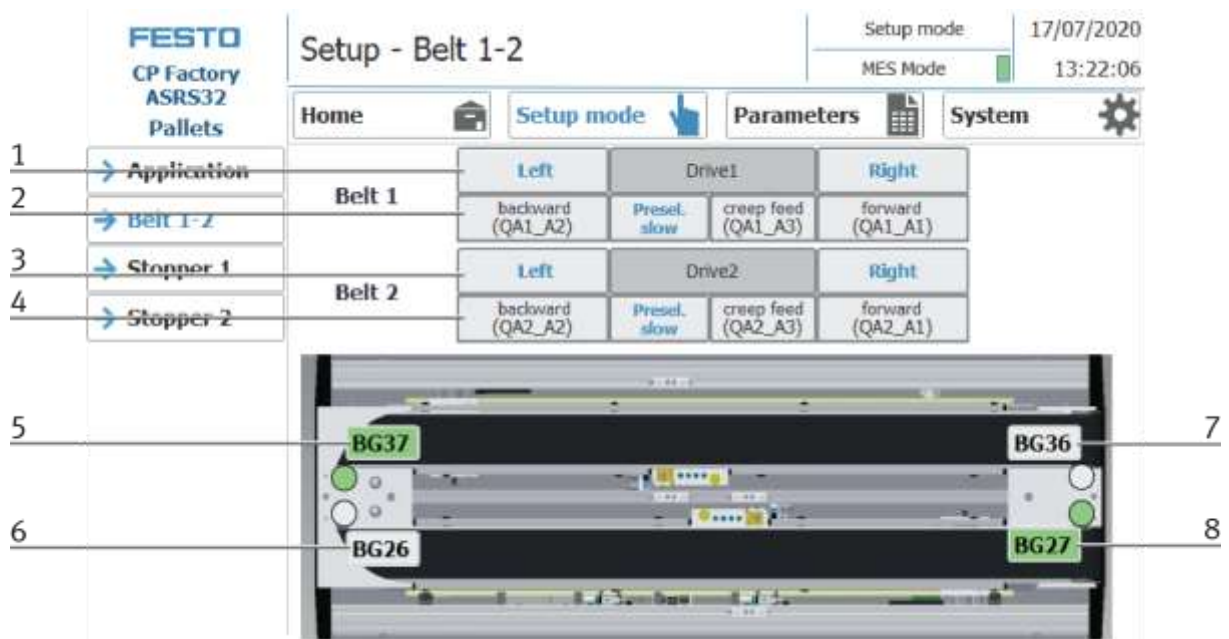 FESTO
CP Factory
ASRS32
Pallets
Setup - Belt 1-2
Setup mode
17/07/2020
MES Mode
13:22:06
Home
Setup mode
Parameters
System
1
Application
2
Belt 1-2
3
Stopper 1
4
Stopper 2
Belt 1
Left
Drive1
Right
backward
(QA1_A2)
Presel.
slow
creep feed
(QA1_A3)
forward
(QA1_A1)
Belt 2
Left
Drive2
Right
backward
(QA2_A2)
Presel.
slow
creep feed
(QA2_A3)
forward
(QA2_A1)
5
BG37
BG36
7
6
BG26
BG27
8